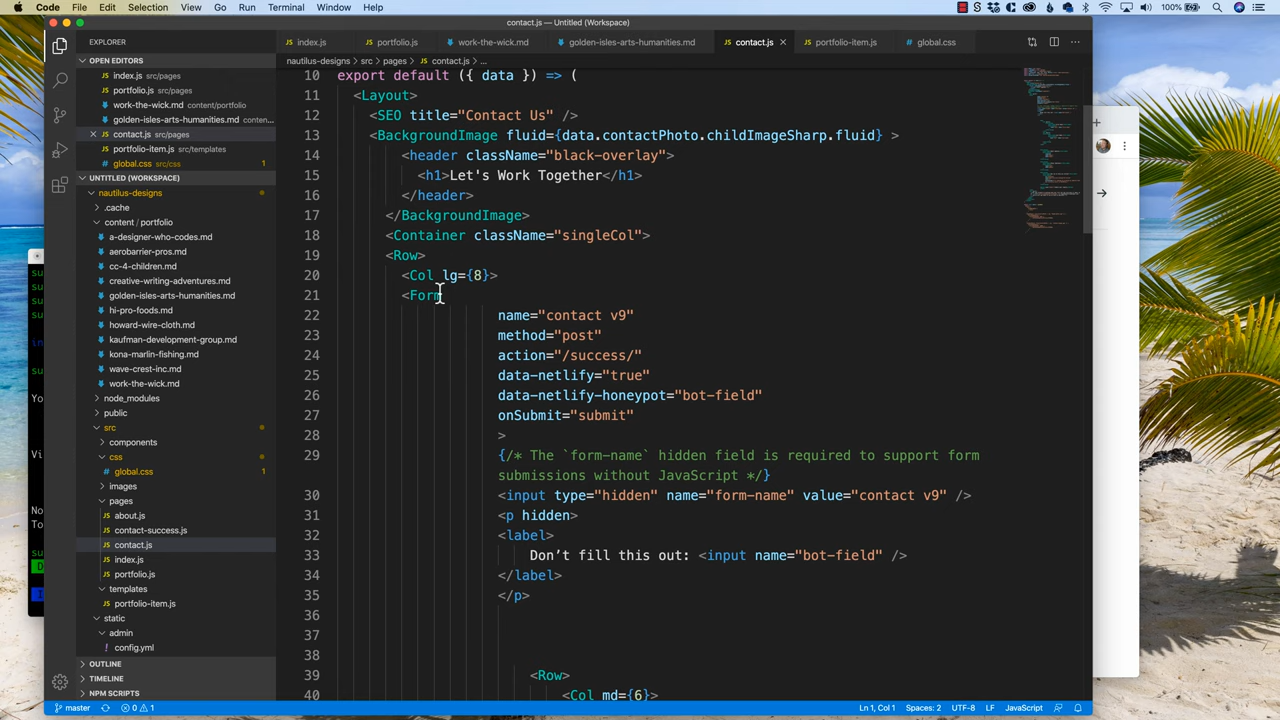 Code File Edit Selection View Go Run Terminal Window Help
100%
contact.js — Untitled (Workspace)
EXPLORER
index.js
portfolio.js
work-the-wick.md
golden-isles-arts-humanities.md
contact.js
portfolio-item.js
global.css
nautilus-designs > src > pages > contact.js > ...
OPEN EDITORS
index.js src/pages
portfolio.js src/pages
work-the-wick.md content/portfolio
golden-isles-arts-humanities.md conten...
contact.js src/pages
portfolio-item.js src/templates
global.css src/css 1
UNTITLED (WORKSPACE)
nautilus-designs
.cache
content / portfolio
a-designer-who-codes.md
aerobarrier-pros.md
cc-4-children.md
creative-writing-adventures.md
golden-isles-arts-humanities.md
hi-pro-foods.md
howard-wire-cloth.md
kaufman-development-group.md
kona-marlin-fishing.md
wave-crest-inc.md
work-the-wick.md
node_modules
public
src
components
css
global.css 1
images
pages
about.js
contact-success.js
contact.js
index.js
portfolio.js
templates
portfolio-item.js
static
admin
config.yml
OUTLINE
TIMELINE
NPM SCRIPTS
10 export default ({ data }) => (
11 <Layout>
12 <SEO title="Contact Us" />
13 <BackgroundImage fluid={data.contactPhoto.childImageSharp.fluid} >
14 <header className="black-overlay">
15 <h1>Let's Work Together</h1>
16 </header>
17 </BackgroundImage>
18 <Container className="singleCol">
19 <Row>
20 <Col lg={8}>
21 <Form
22 name="contact v9"
23 method="post"
24 action="/success/"
25 data-netlify="true"
26 data-netlify-honeypot="bot-field"
27 onSubmit="submit"
28 >
29 {/* The `form-name` hidden field is required to support form
submissions without JavaScript */}
30 <input type="hidden" name="form-name" value="contact v9" />
31 <p hidden>
32 <label>
33 Don’t fill this out: <input name="bot-field" />
34 </label>
35 </p>
36
37
38
39 <Row>
40 <Col md={6}>
su
su
in
su
Yo
Vi
No
To
su
master
0
1
Ln 1, Col 1
Spaces: 2
UTF-8
LF
JavaScript